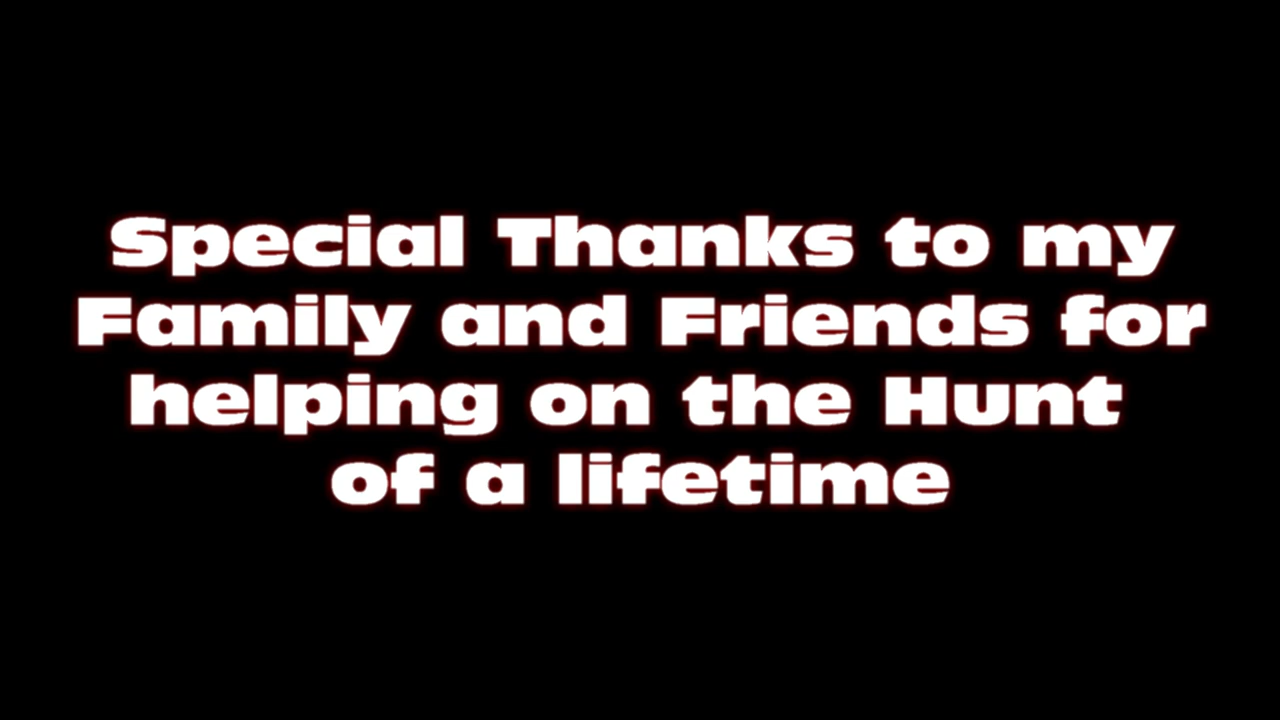 Special Thanks to my
Family and Friends for
helping on the Hunt
of a lifetime